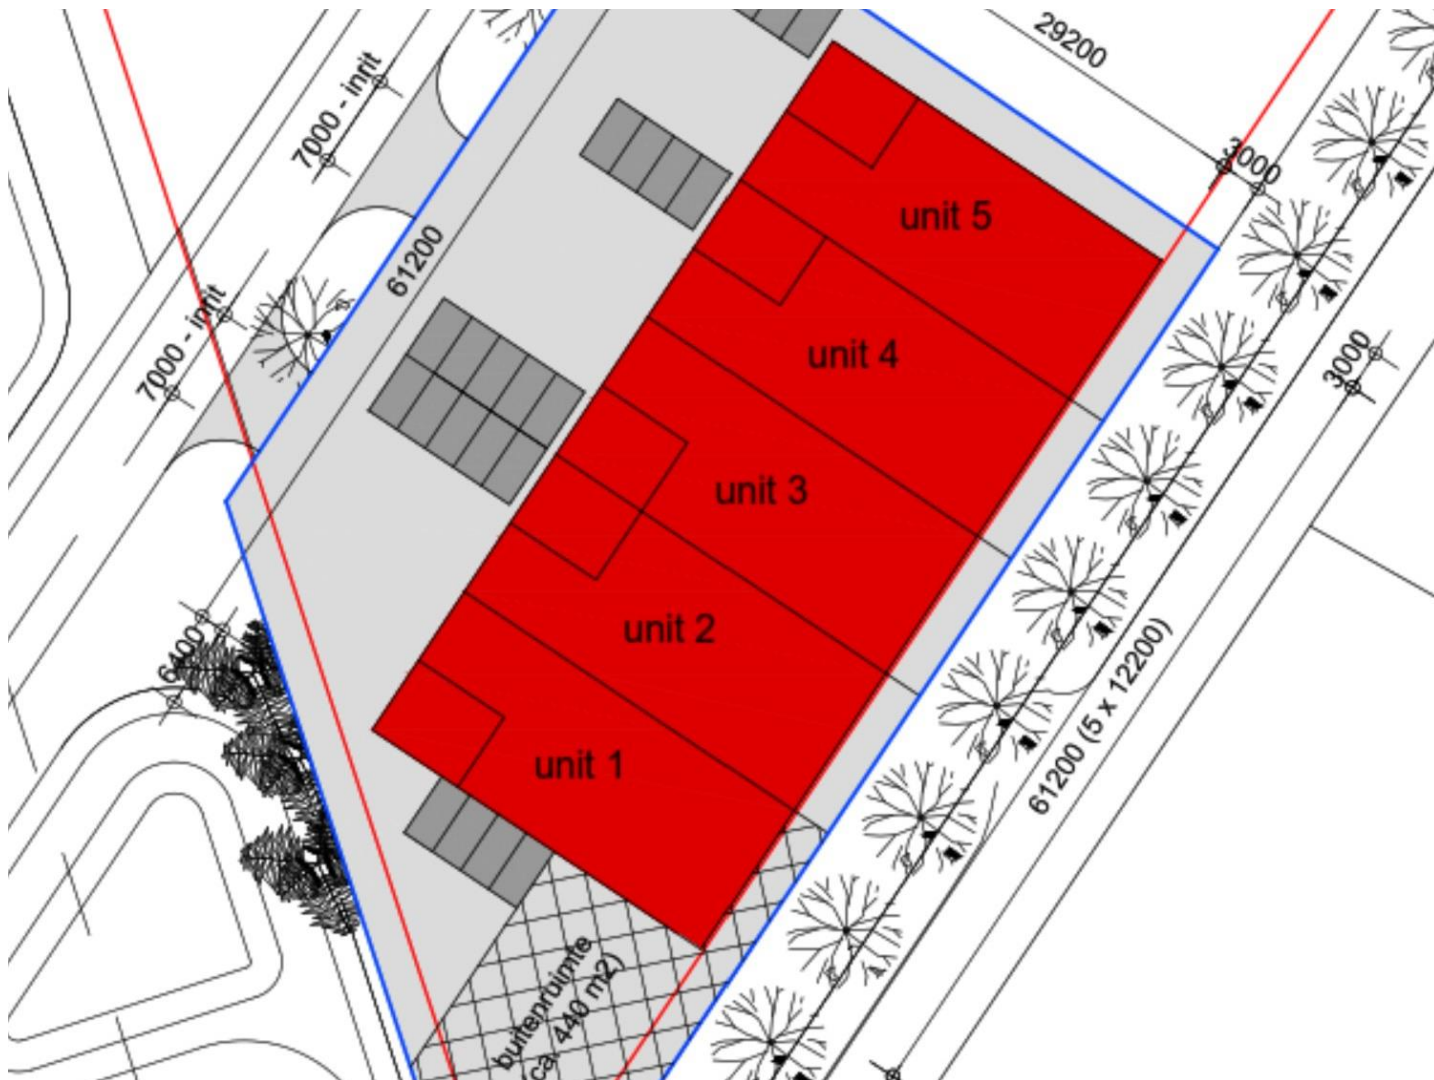 29200
7000 - inrit
3000
unit 5
61200
7000 - inrit
unit 4
3000
unit 3
unit 2
6400
61200 (5 x 12200)
unit 1
buitenruimte
(ca. 440 m2)